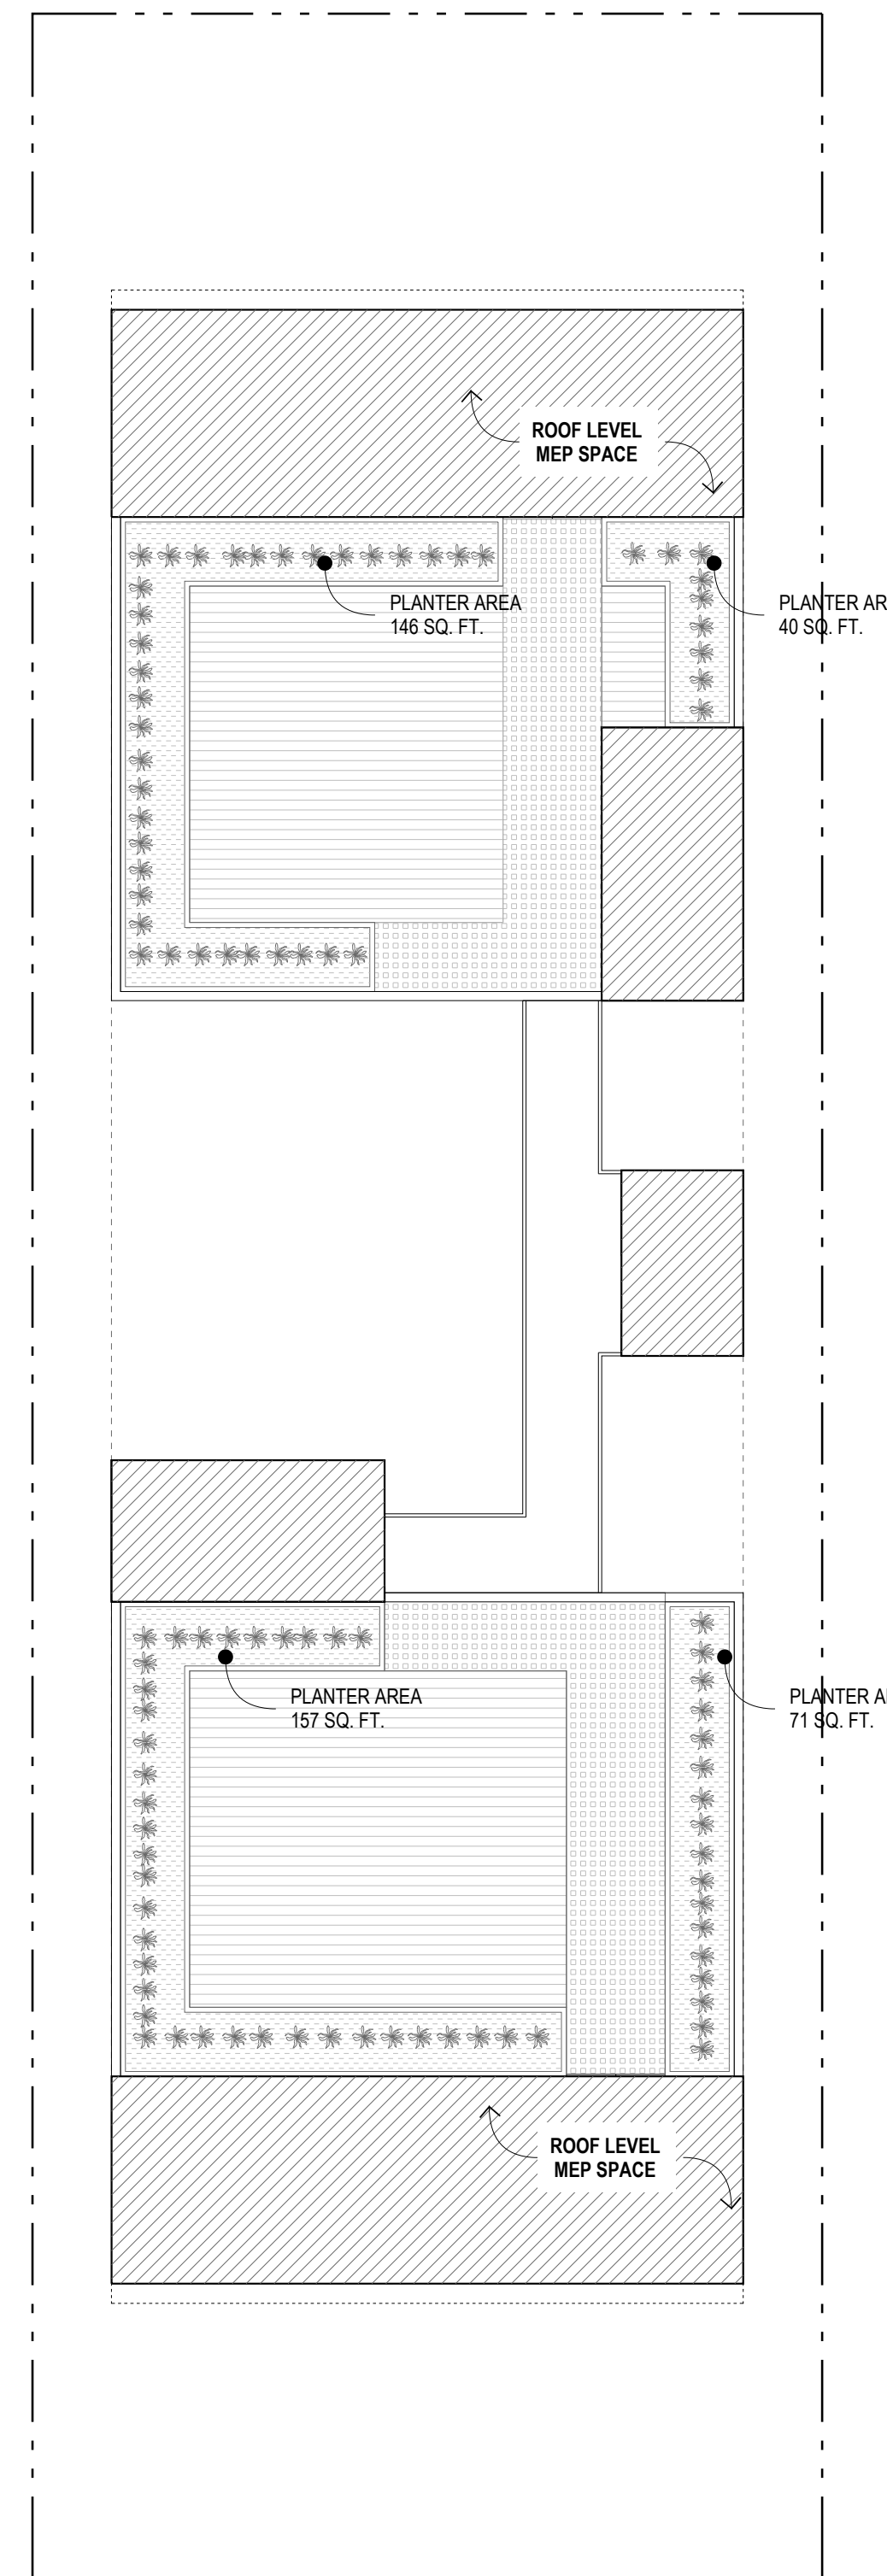 ROOF LEVEL
MEP SPACE
PLANTER AREA
146 SQ. FT.
PLANTER AR
40 SQ. FT.
PLANTER AREA
157 SQ. FT.
PLANTER A
71 SQ. FT.
ROOF LEVEL
MEP SPACE